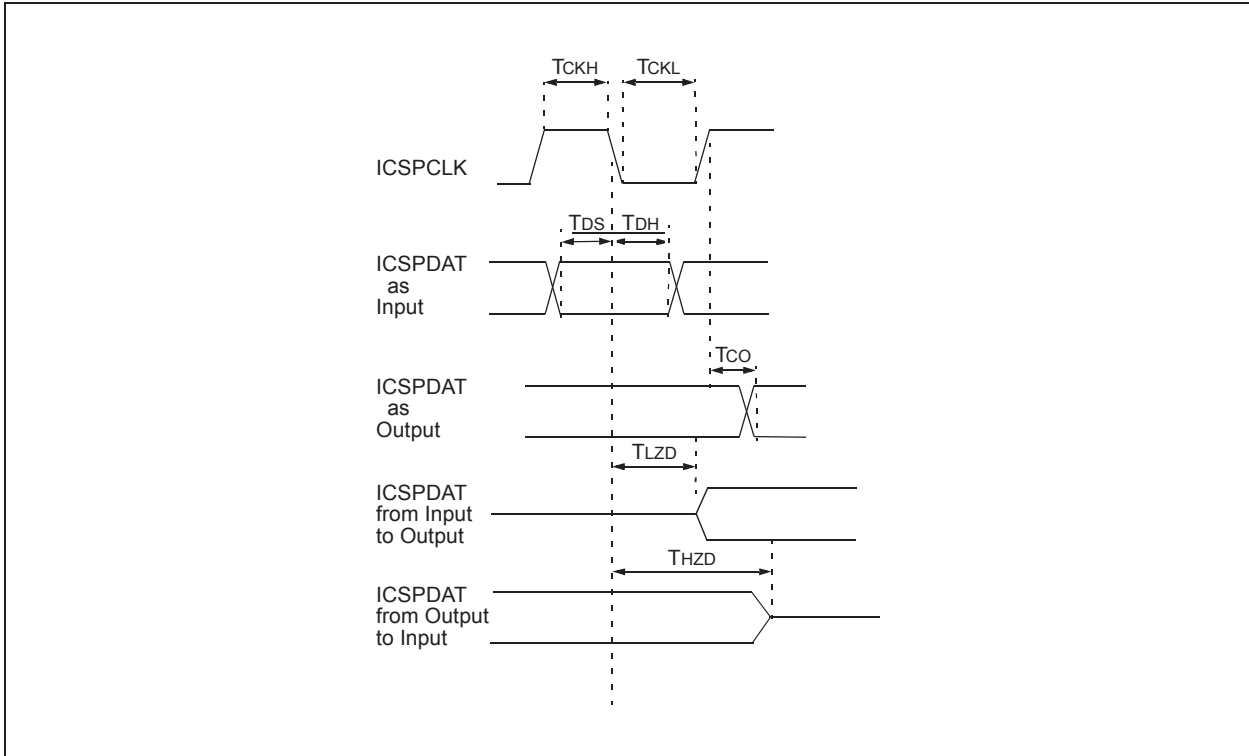 TCKH TCKL
ICSPCLK
TDS TDH
ICSPDAT
as
Input
TCO
ICSPDAT
as
Output
TLZD
ICSPDAT
from Input
to Output
THZD
ICSPDAT
from Output
to Input